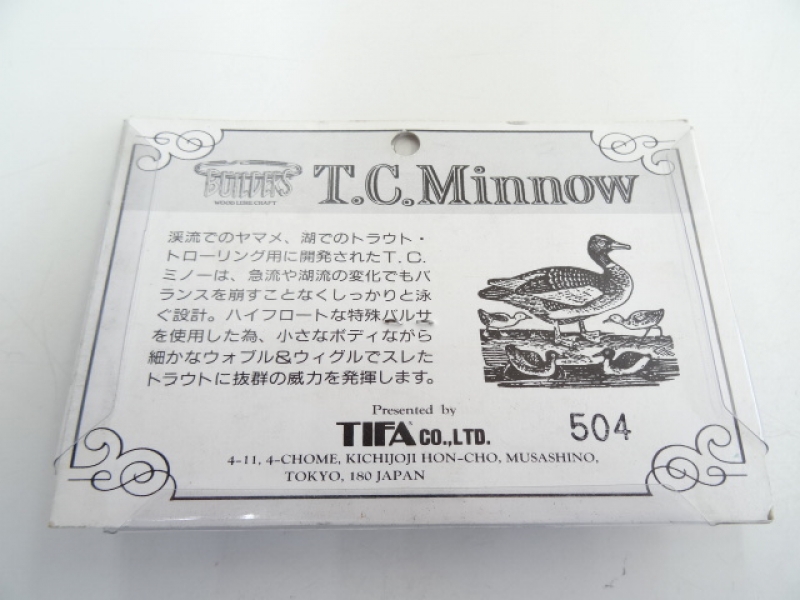 BUILDERS
WOOD LURE CRAFT
T.C.Minnow
渓流でのヤマメ、湖でのトラウト・
トローリング用に開発されたT.C.
ミノーは、急流や湖流の変化でもバ
ランスを崩すことなくしっかりと泳
ぐ設計。ハイフロートな特殊バルサ
を使用した為、小さなボディながら
細かなウォブル&ウィグルでスレた
トラウトに抜群の威力を発揮します。
Presented by
TIFA CO.,LTD.
504
4-11, 4-CHOME, KICHIJOJI HON-CHO, MUSASHINO,
TOKYO, 180 JAPAN